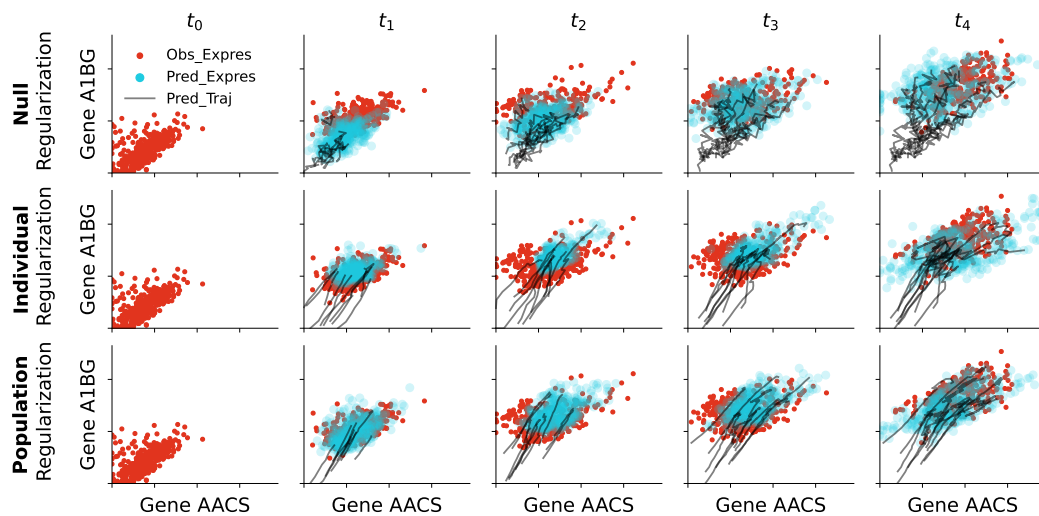 t0
t1
t2
t3
t4
Null
Regularization
Gene A1BG
Obs_Expres
Pred_Expres
Pred_Traj
Individual
Regularization
Gene A1BG
Population
Regularization
Gene A1BG
Gene AACS
Gene AACS
Gene AACS
Gene AACS
Gene AACS